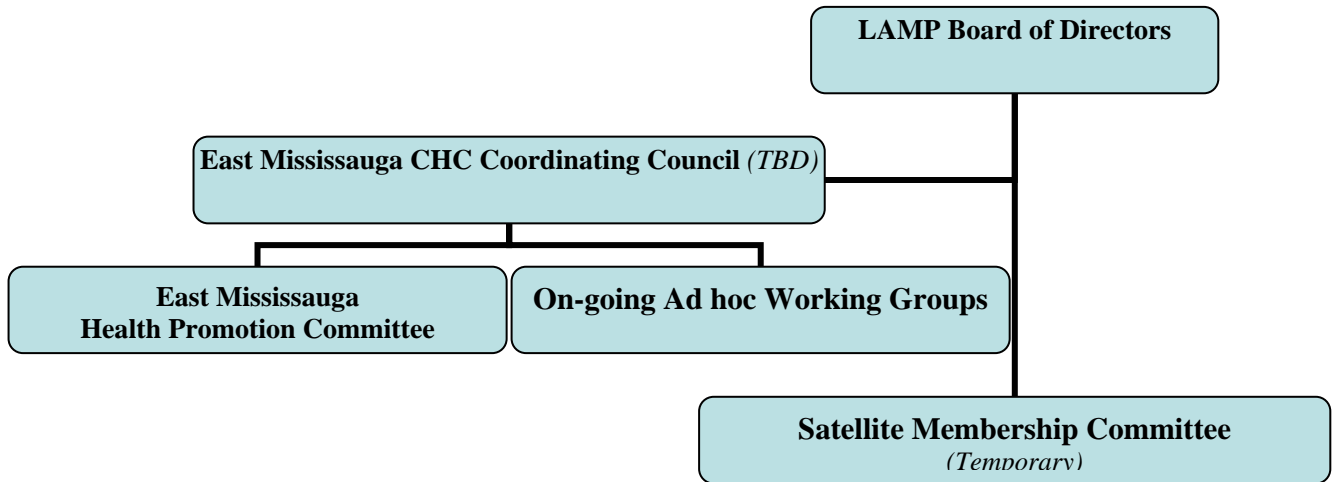 LAMP Board of Directors
East Mississauga CHC Coordinating Council (TBD)
East Mississauga
Health Promotion Committee
On-going Ad hoc Working Groups
Satellite Membership Committee
(Temporary)